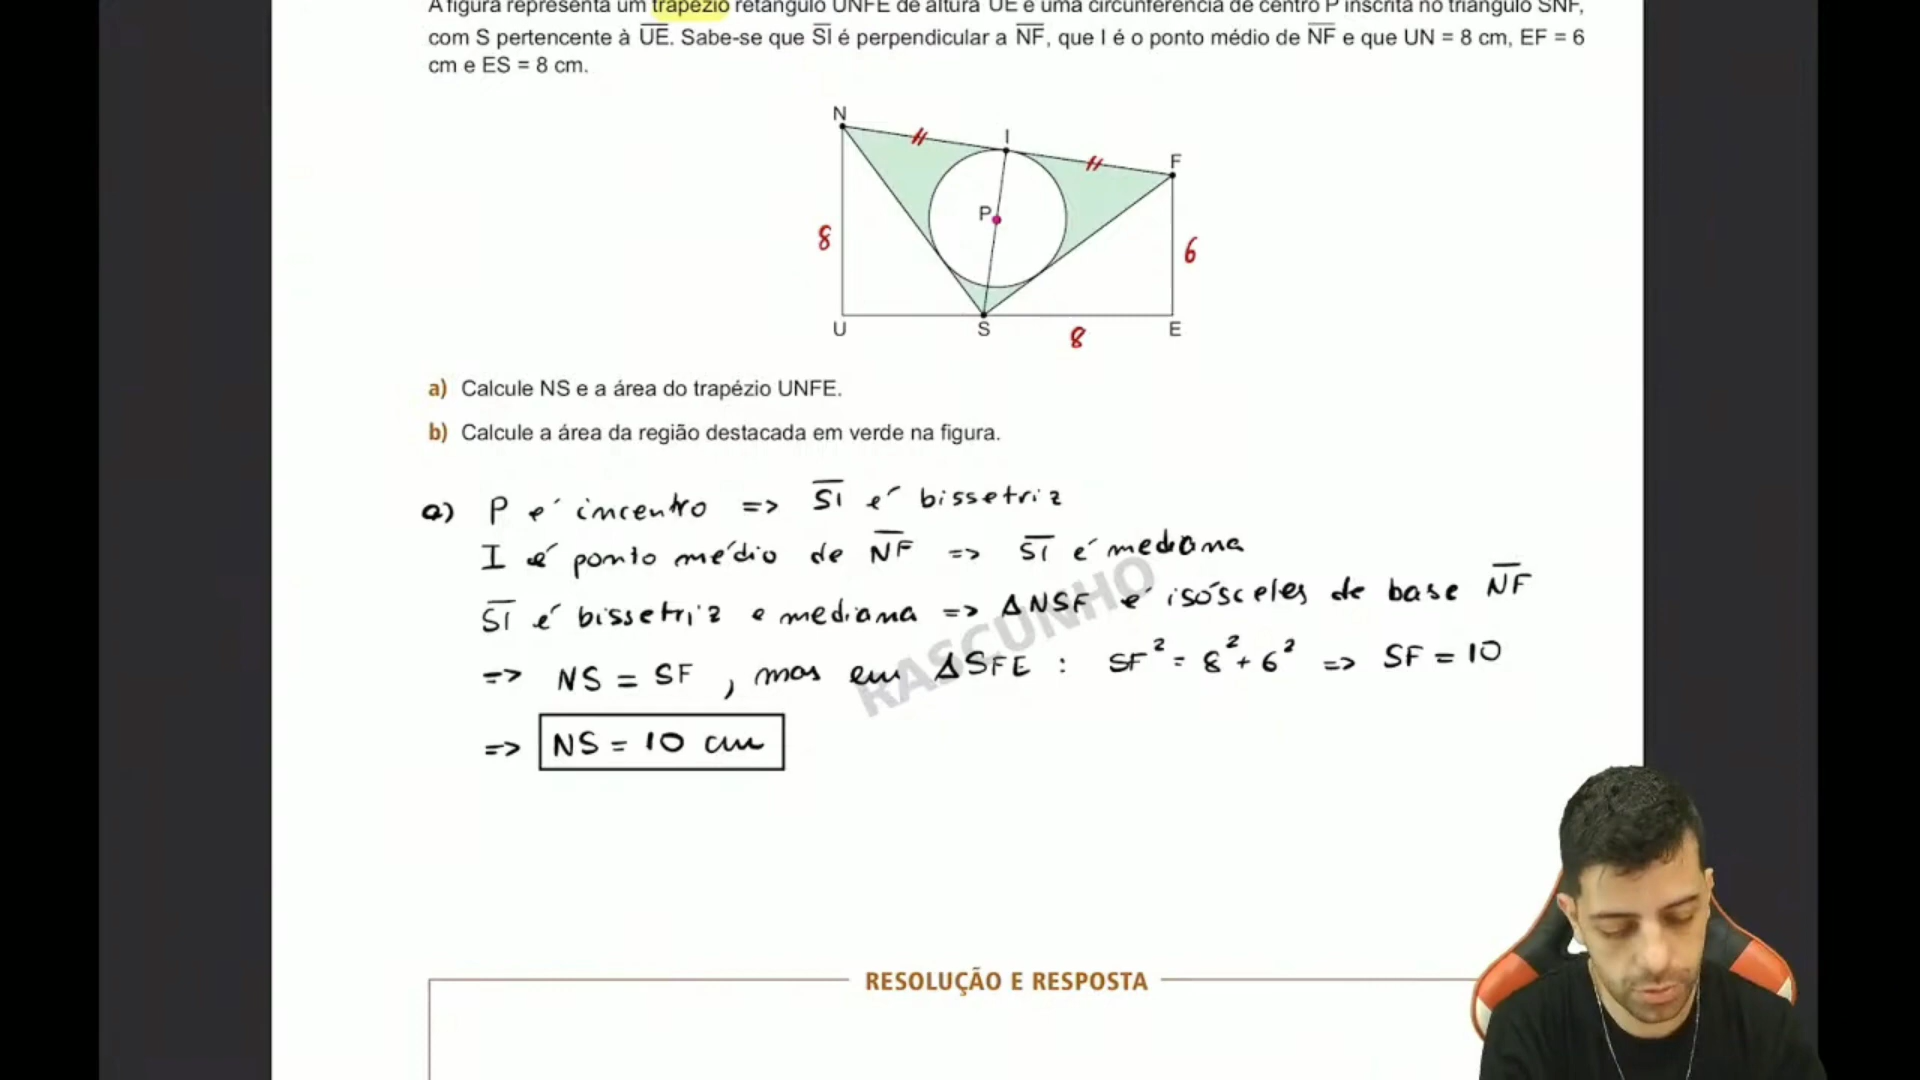 A figura representa um trapézio retângulo UNFE de altura UE e uma circunferência de centro P inscrita no triângulo SNF,
com S pertencente à UE. Sabe-se que SI é perpendicular a NF, que I é o ponto médio de NF e que UN = 8 cm, EF = 6
cm e ES = 8 cm.
N
I
F
P
8
6
U
S
E
8
a) Calcule NS e a área do trapézio UNFE.
b) Calcule a área da região destacada em verde na figura.
a) P é incentro => SI é bissetriz
I é ponto médio de NF => SI é mediana
SI é bissetriz e mediana => ΔNSF é isósceles de base NF
=> NS = SF , mas em ΔSFE : SF² = 8² + 6² => SF = 10
=> NS = 10 cm
RASCUNHO
RESOLUÇÃO E RESPOSTA